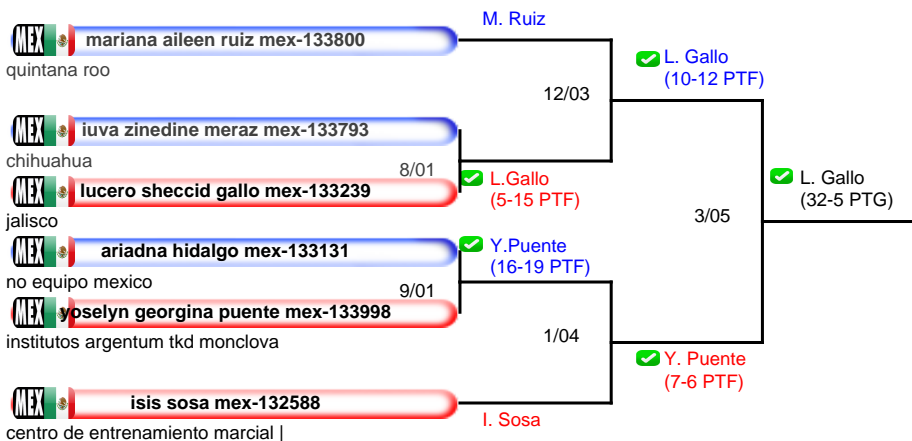 M. Ruiz
MEX mariana aileen ruiz mex-133800
quintana roo
L. Gallo
(10-12 PTF)
12/03
MEX iuva zinedine meraz mex-133793
chihuahua
8/01
L.Gallo
(5-15 PTF)
MEX lucero sheccid gallo mex-133239
jalisco
L. Gallo
(32-5 PTG)
3/05
MEX ariadna hidalgo mex-133131
no equipo mexico
Y.Puente
(16-19 PTF)
9/01
MEX yoselyn georgina puente mex-133998
institutos argentum tkd monclova
1/04
Y. Puente
(7-6 PTF)
MEX isis sosa mex-132588
centro de entrenamiento marcial |
I. Sosa